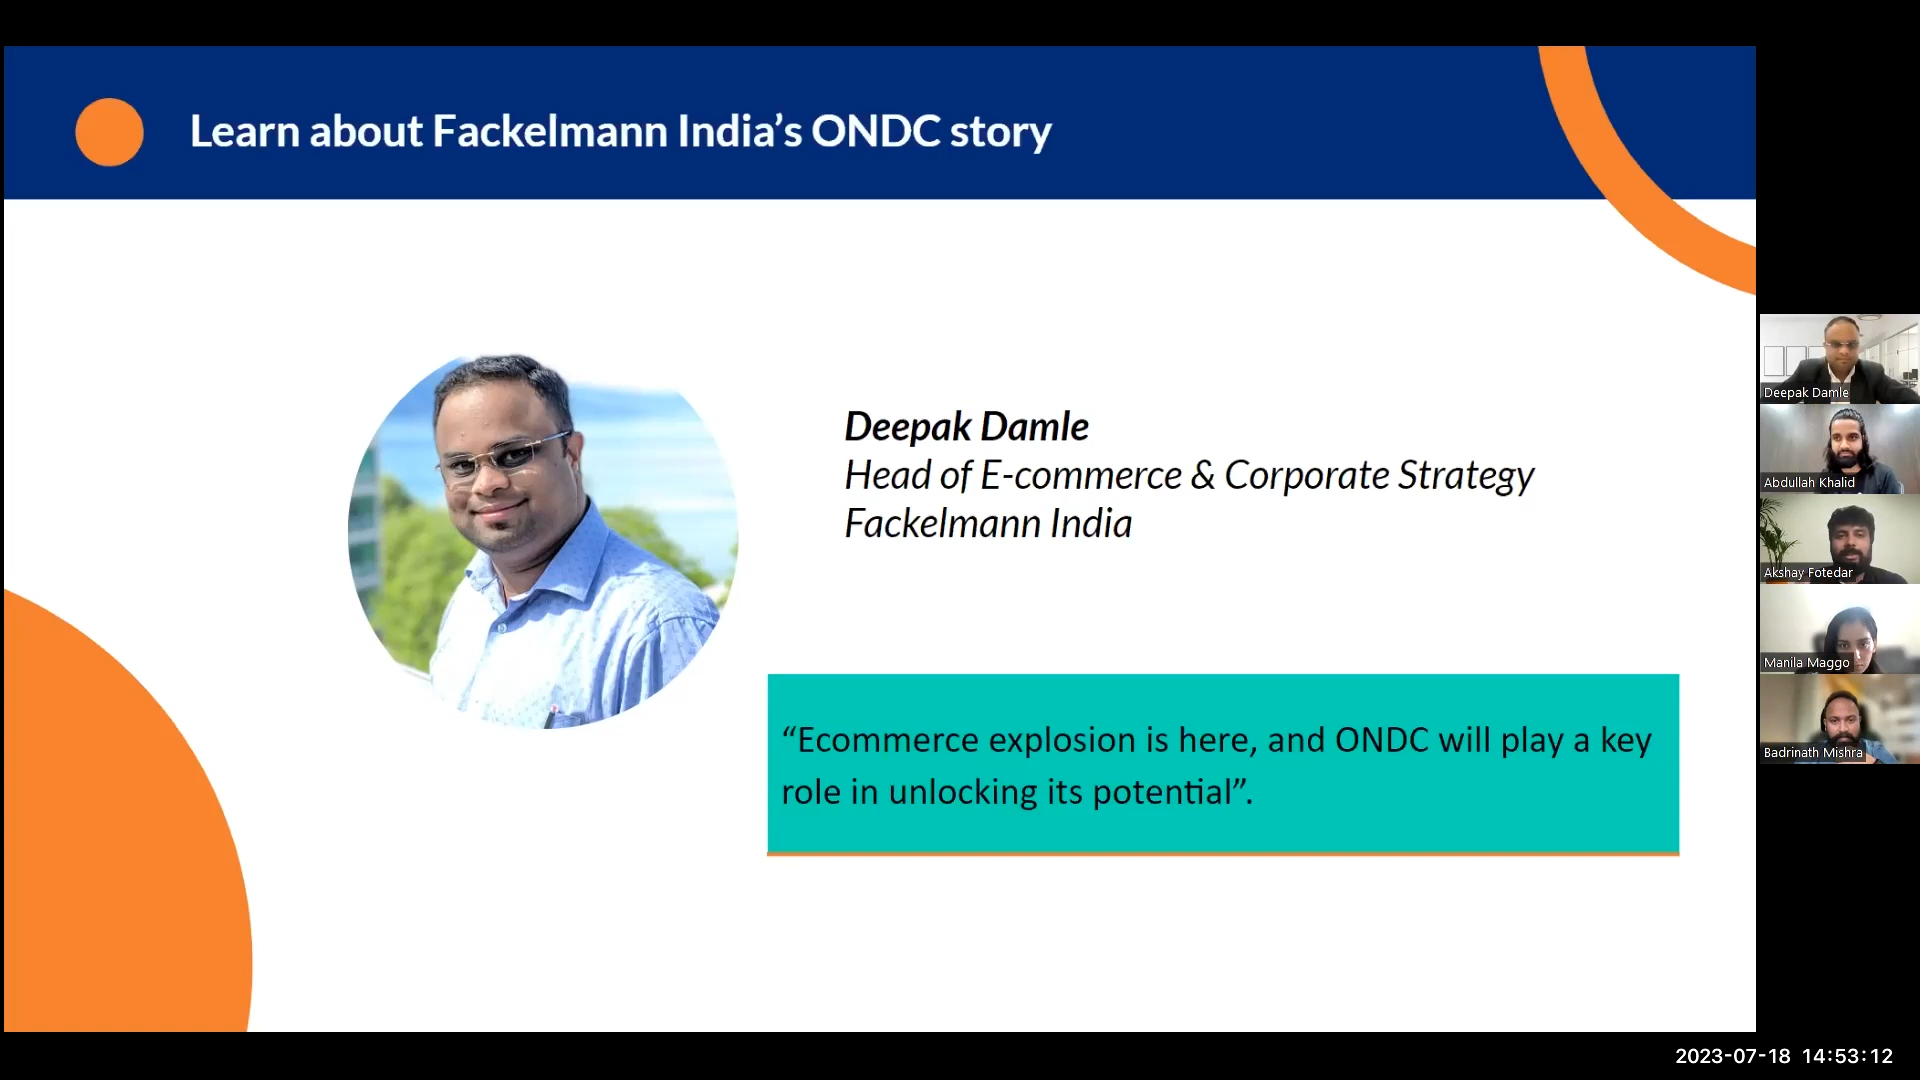 Learn about Fackelmann India’s ONDC story
Deepak Damle
Head of E-commerce & Corporate Strategy
Fackelmann India
“Ecommerce explosion is here, and ONDC will play a key
role in unlocking its potential”.
Deepak Damle
Abdullah Khalid
Akshay Fotedar
Manila Maggo
Badrinath Mishra
2023-07-18 14:53:12